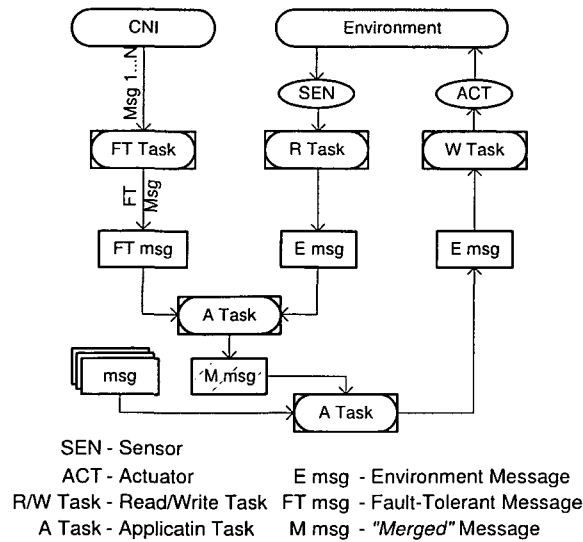 CNI
Environment
Msg 1...N
SEN
ACT
FT Task
R Task
W Task
FT
Msg
FT msg
E msg
E msg
A Task
msg
M msg
A Task
SEN - Sensor
ACT - Actuator
E msg - Environment Message
R/W Task - Read/Write Task
FT msg - Fault-Tolerant Message
A Task - Applicatin Task
M msg - "Merged" Message